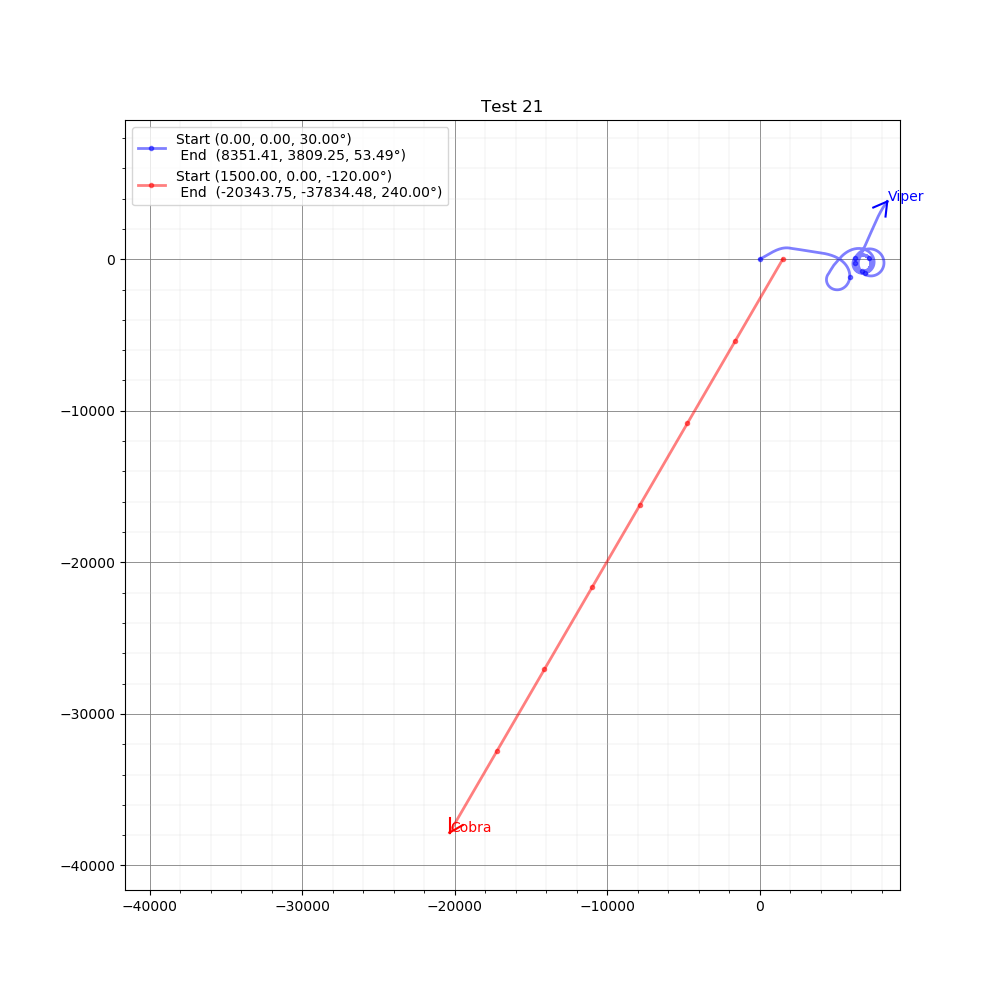 Test 21
Start (0.00, 0.00, 30.00°)
End (8351.41, 3809.25, 53.49°)
Start (1500.00, 0.00, -120.00°)
End (-20343.75, -37834.48, 240.00°)
Viper
0
−10000
−20000
−30000
Cobra
−40000
−40000
−30000
−20000
−10000
0